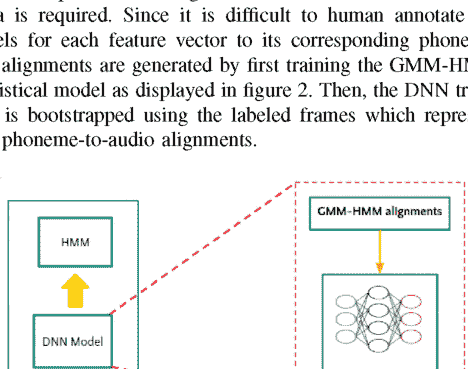 a is required. Since it is difficult to human annotate
els for each feature vector to its corresponding phone
alignments are generated by first training the GMM-HM
istical model as displayed in figure 2. Then, the DNN tr
is bootstrapped using the labeled frames which repre
phoneme-to-audio alignments.
HMM
DNN Model
GMM-HMM alignments